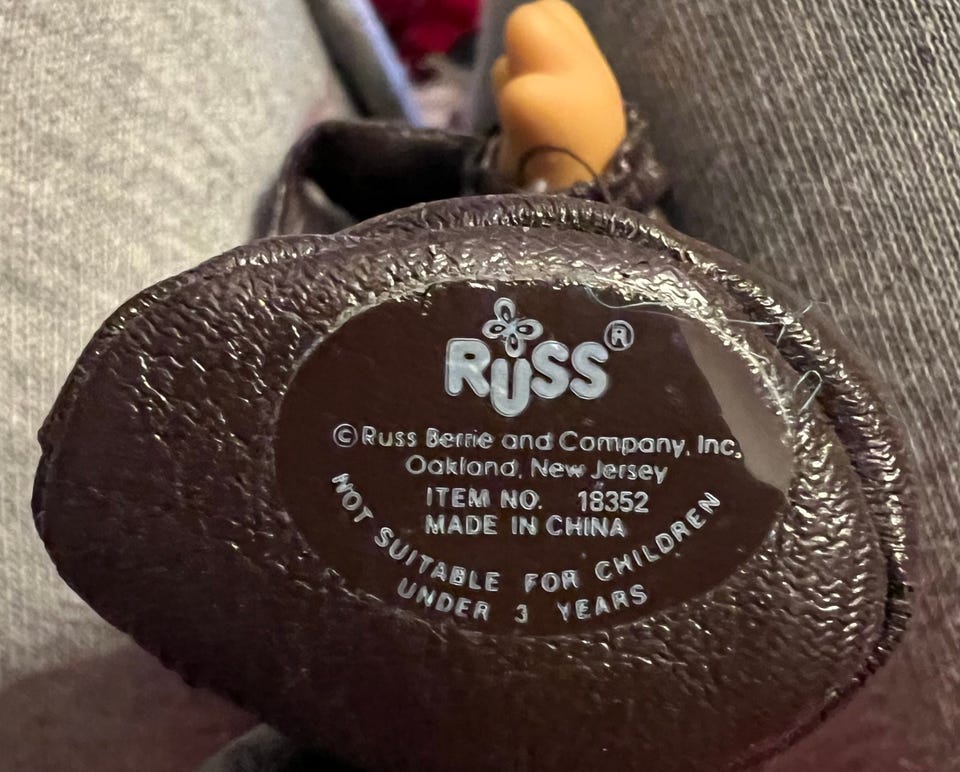 RUSS®
©Russ Berrie and Company, Inc.
Oakland, New Jersey
ITEM NO. 18352
MADE IN CHINA
NOT SUITABLE FOR CHILDREN
UNDER 3 YEARS